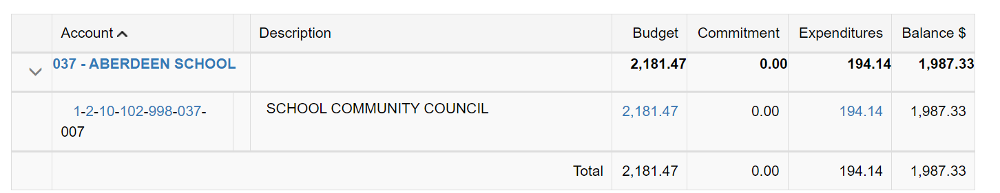 Account Description Budget Commitment Expenditures Balance $
037 - ABERDEEN SCHOOL 2,181.47 0.00 194.14 1,987.33
1-2-10-102-998-037- SCHOOL COMMUNITY COUNCIL 2,181.47 0.00 194.14 1,987.33
007
Total 2,181.47 0.00 194.14 1,987.33